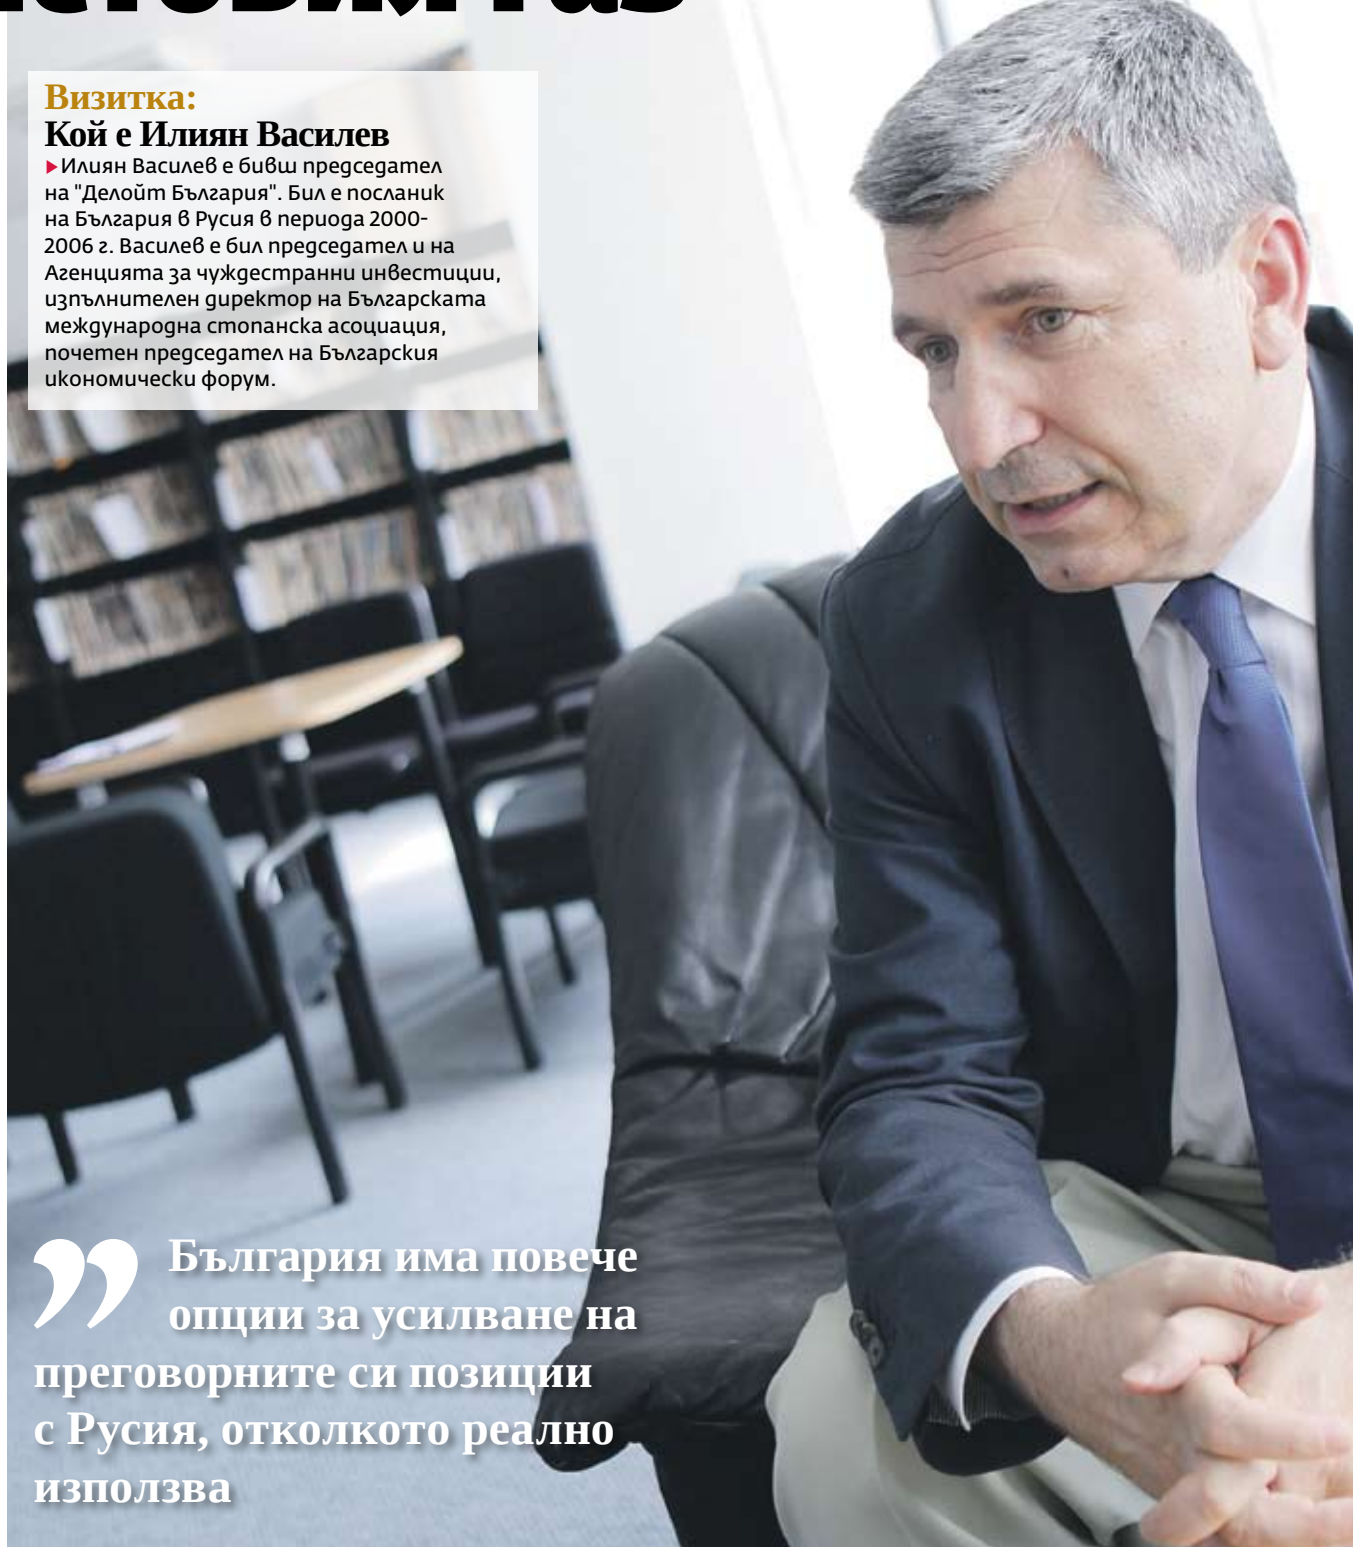 Визитка:
Кой е Илиян Василев
▶Илиян Василев е бивш председател
на "Делойт България". Бил е посланик
на България в Русия в периода 2000-
2006 г. Василев е бил председател и на
Агенцията за чуждестранни инвестиции,
изпълнителен директор на Българската
международна стопанска асоциация,
почетен председател на Българския
икономически форум.
” България има повече
опции за усилване на
преговорните си позиции
с Русия, отколкото реално
използва